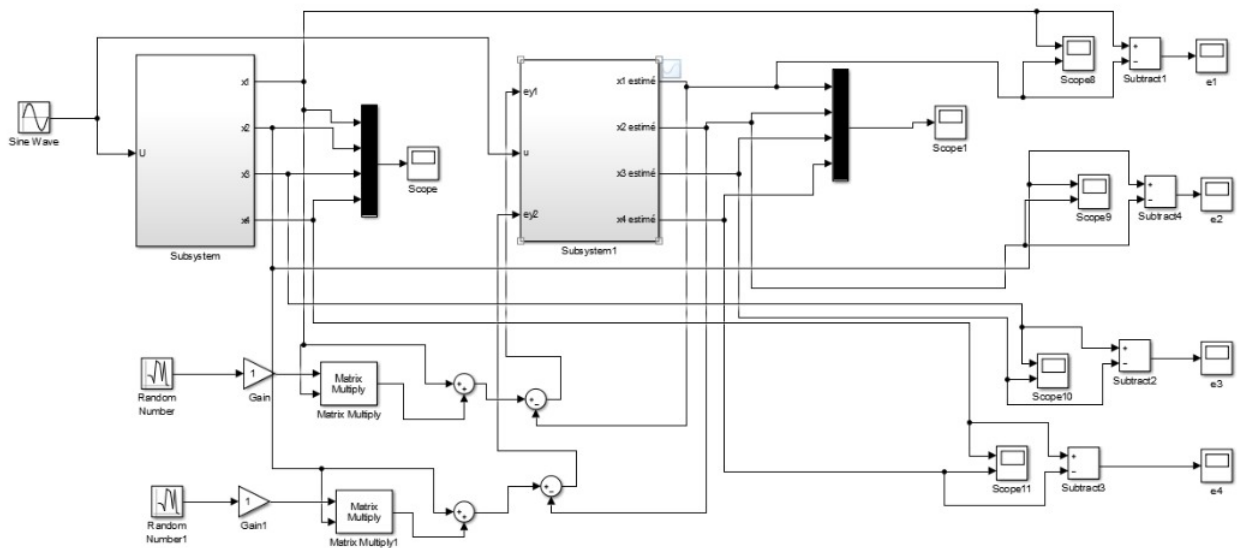 Sine Wave
U
x1
x2
x3
x4
Subsystem
Scope
ey1
u
ey2
x1 estimé
x2 estimé
x3 estimé
x4 estimé
Subsystem1
Scope1
Scope8
+
−
Subtract1
e1
Scope9
+
−
Subtract4
e2
Scope10
+
−
Subtract2
e3
Scope11
+
−
Subtract3
e4
Random
Number
1
Gain
Matrix
Multiply
Matrix Multiply
+
+
+
−
Random
Number1
1
Gain1
Matrix
Multiply
Matrix Multiply1
+
+
+
−